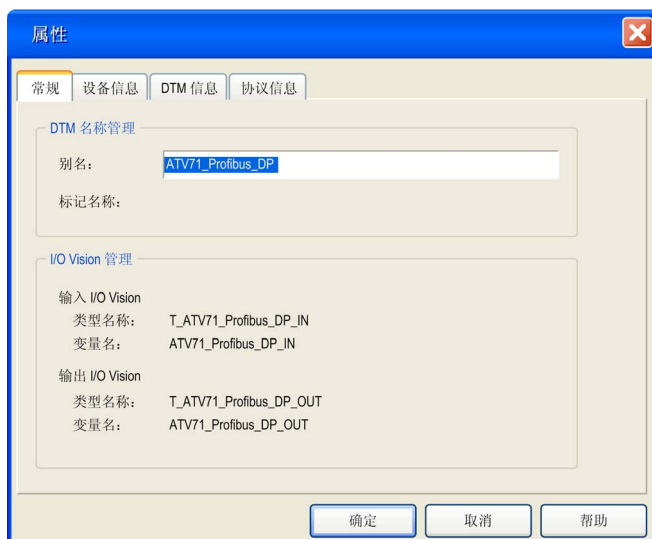 属性
常规 设备信息 DTM 信息 协议信息
DTM 名称管理
别名： ATV71_Profibus_DP
标记名称：
I/O Vision 管理
输入 I/O Vision
类型名称： T_ATV71_Profibus_DP_IN
变量名： ATV71_Profibus_DP_IN
输出 I/O Vision
类型名称： T_ATV71_Profibus_DP_OUT
变量名： ATV71_Profibus_DP_OUT
确定 取消 帮助